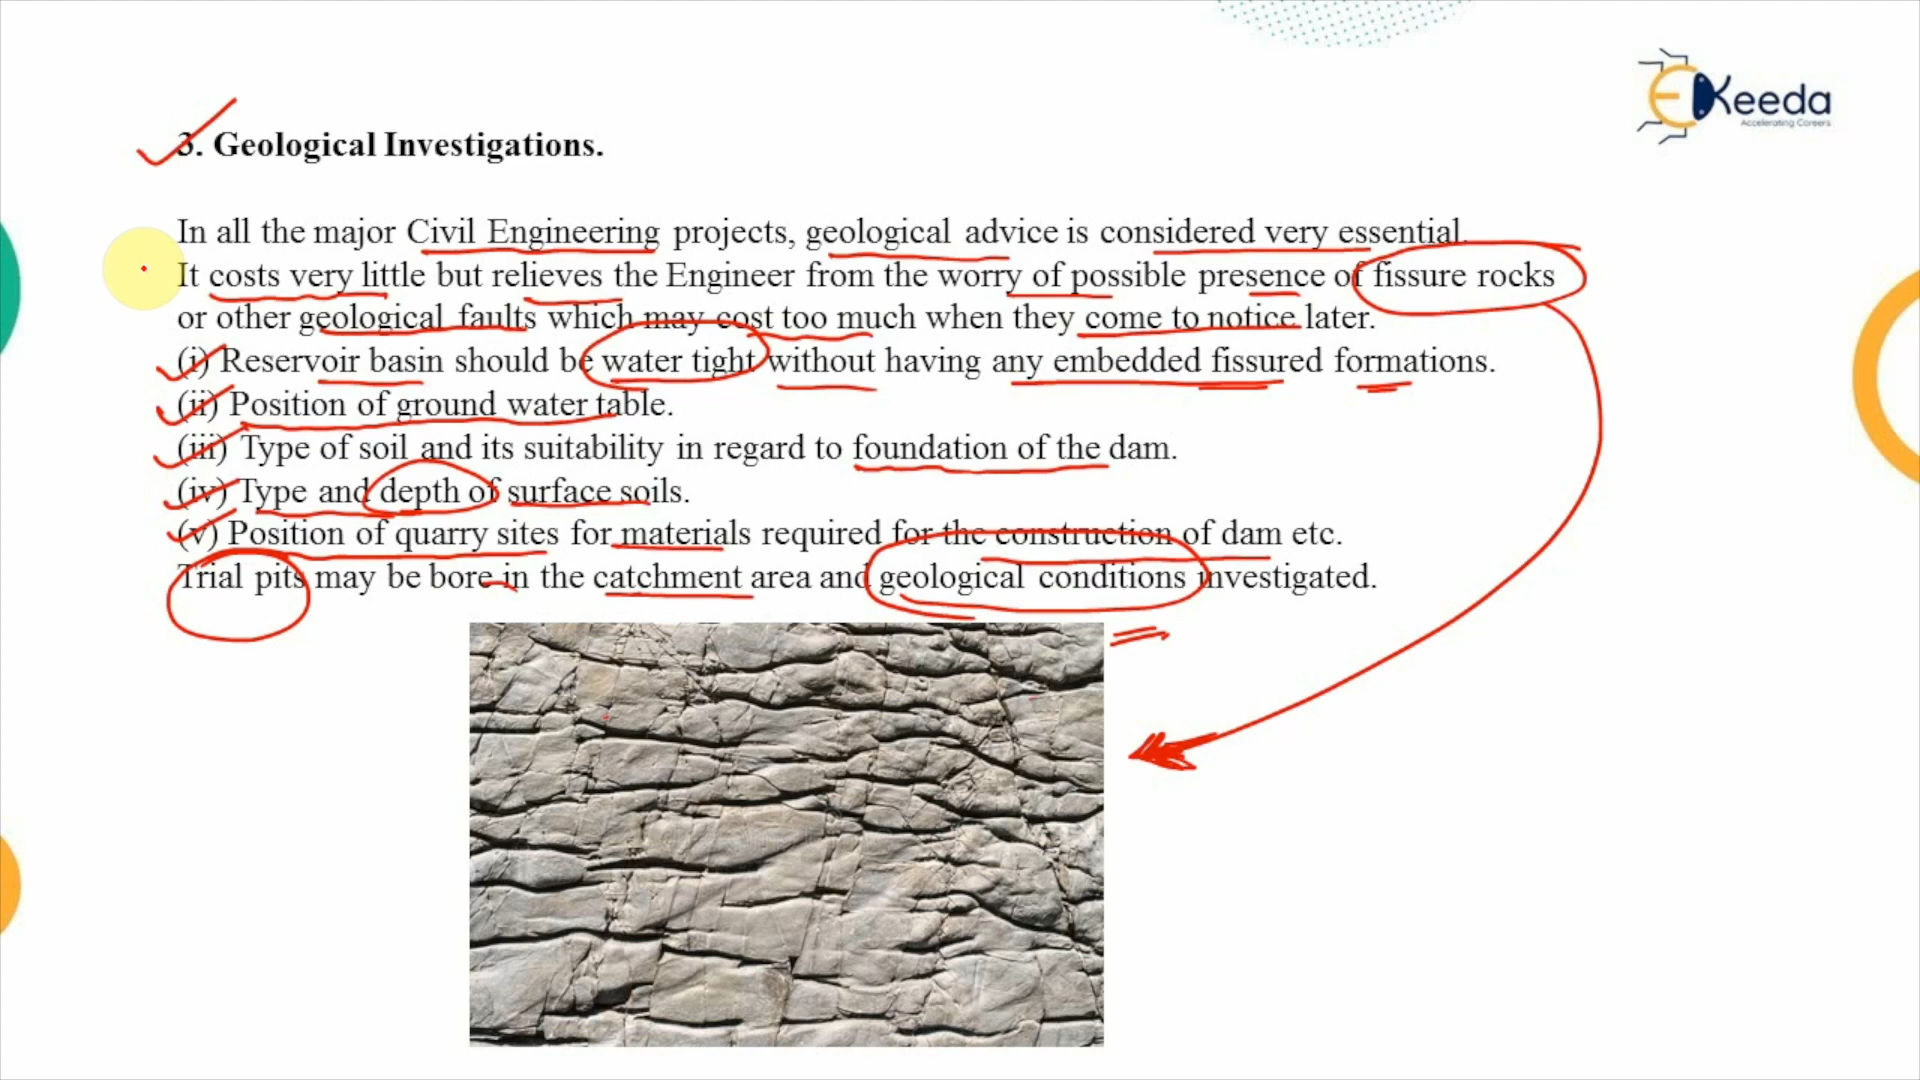 Keeda
Accelerating Careers
3. Geological Investigations.
In all the major Civil Engineering projects, geological advice is considered very essential.
It costs very little but relieves the Engineer from the worry of possible presence of fissure rocks
or other geological faults which may cost too much when they come to notice later.
(i) Reservoir basin should be water tight without having any embedded fissured formations.
(ii) Position of ground water table.
(iii) Type of soil and its suitability in regard to foundation of the dam.
(iv) Type and depth of surface soils.
(v) Position of quarry sites for materials required for the construction of dam etc.
Trial pits may be bore in the catchment area and geological conditions investigated.